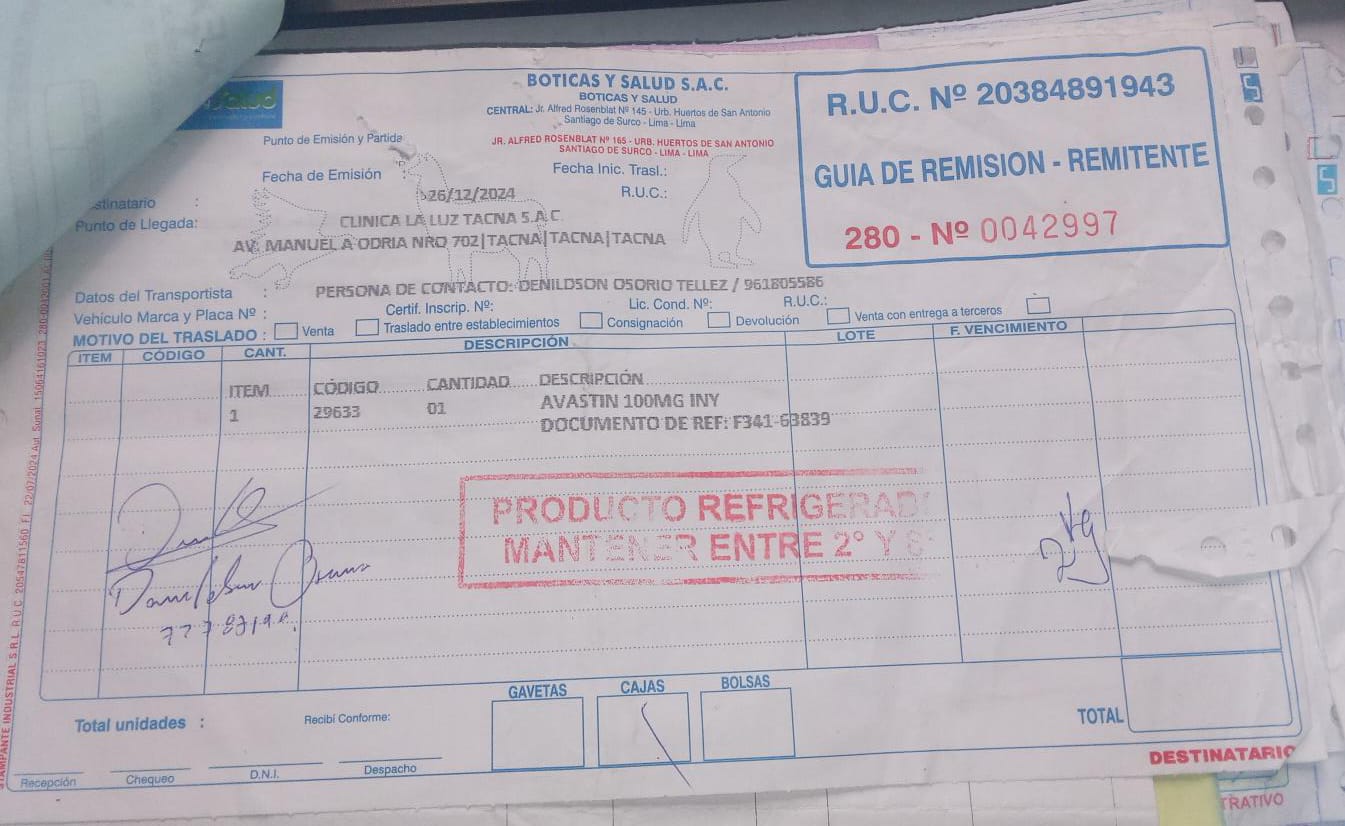 Salud
BOTICAS Y SALUD S.A.C.
BOTICAS Y SALUD
CENTRAL: Jr. Alfred Rosenblat Nº 145 - Urb. Huertos de San Antonio
Santiago de Surco - Lima - Lima
Punto de Emisión y Partida
JR. ALFRED ROSENBLAT Nº 165 - URB. HUERTOS DE SAN ANTONIO
SANTIAGO DE SURCO - LIMA - LIMA
R.U.C. Nº 20384891943
GUIA DE REMISION - REMITENTE
280 - Nº 0042997
Fecha de Emisión
Fecha Inic. Trasl.:
26/12/2024
R.U.C.:
stinatario :
CLINICA LA LUZ TACNA S.A.C.
Punto de Llegada:
AV. MANUEL A ODRIA NRO 702|TACNA|TACNA|TACNA
Datos del Transportista :
PERSONA DE CONTACTO: DENILDSON OSORIO TELLEZ / 961805586
Vehículo Marca y Placa Nº : Certif. Inscrip. Nº: Lic. Cond. Nº: R.U.C.:
MOTIVO DEL TRASLADO : Venta Traslado entre establecimientos Consignación Devolución Venta con entrega a terceros
ITEM CÓDIGO CANT. DESCRIPCIÓN LOTE F. VENCIMIENTO
ITEM CÓDIGO CANTIDAD DESCRIPCIÓN
1 29633 01 AVASTIN 100MG INY
DOCUMENTO DE REF: F341-63839
PRODUCTO REFRIGERAD
MANTENER ENTRE 2° Y 8°
GAVETAS CAJAS BOLSAS
Total unidades :
Recibí Conforme:
TOTAL
Recepción Chequeo D.N.I. Despacho
DESTINATARIO
TRATIVO